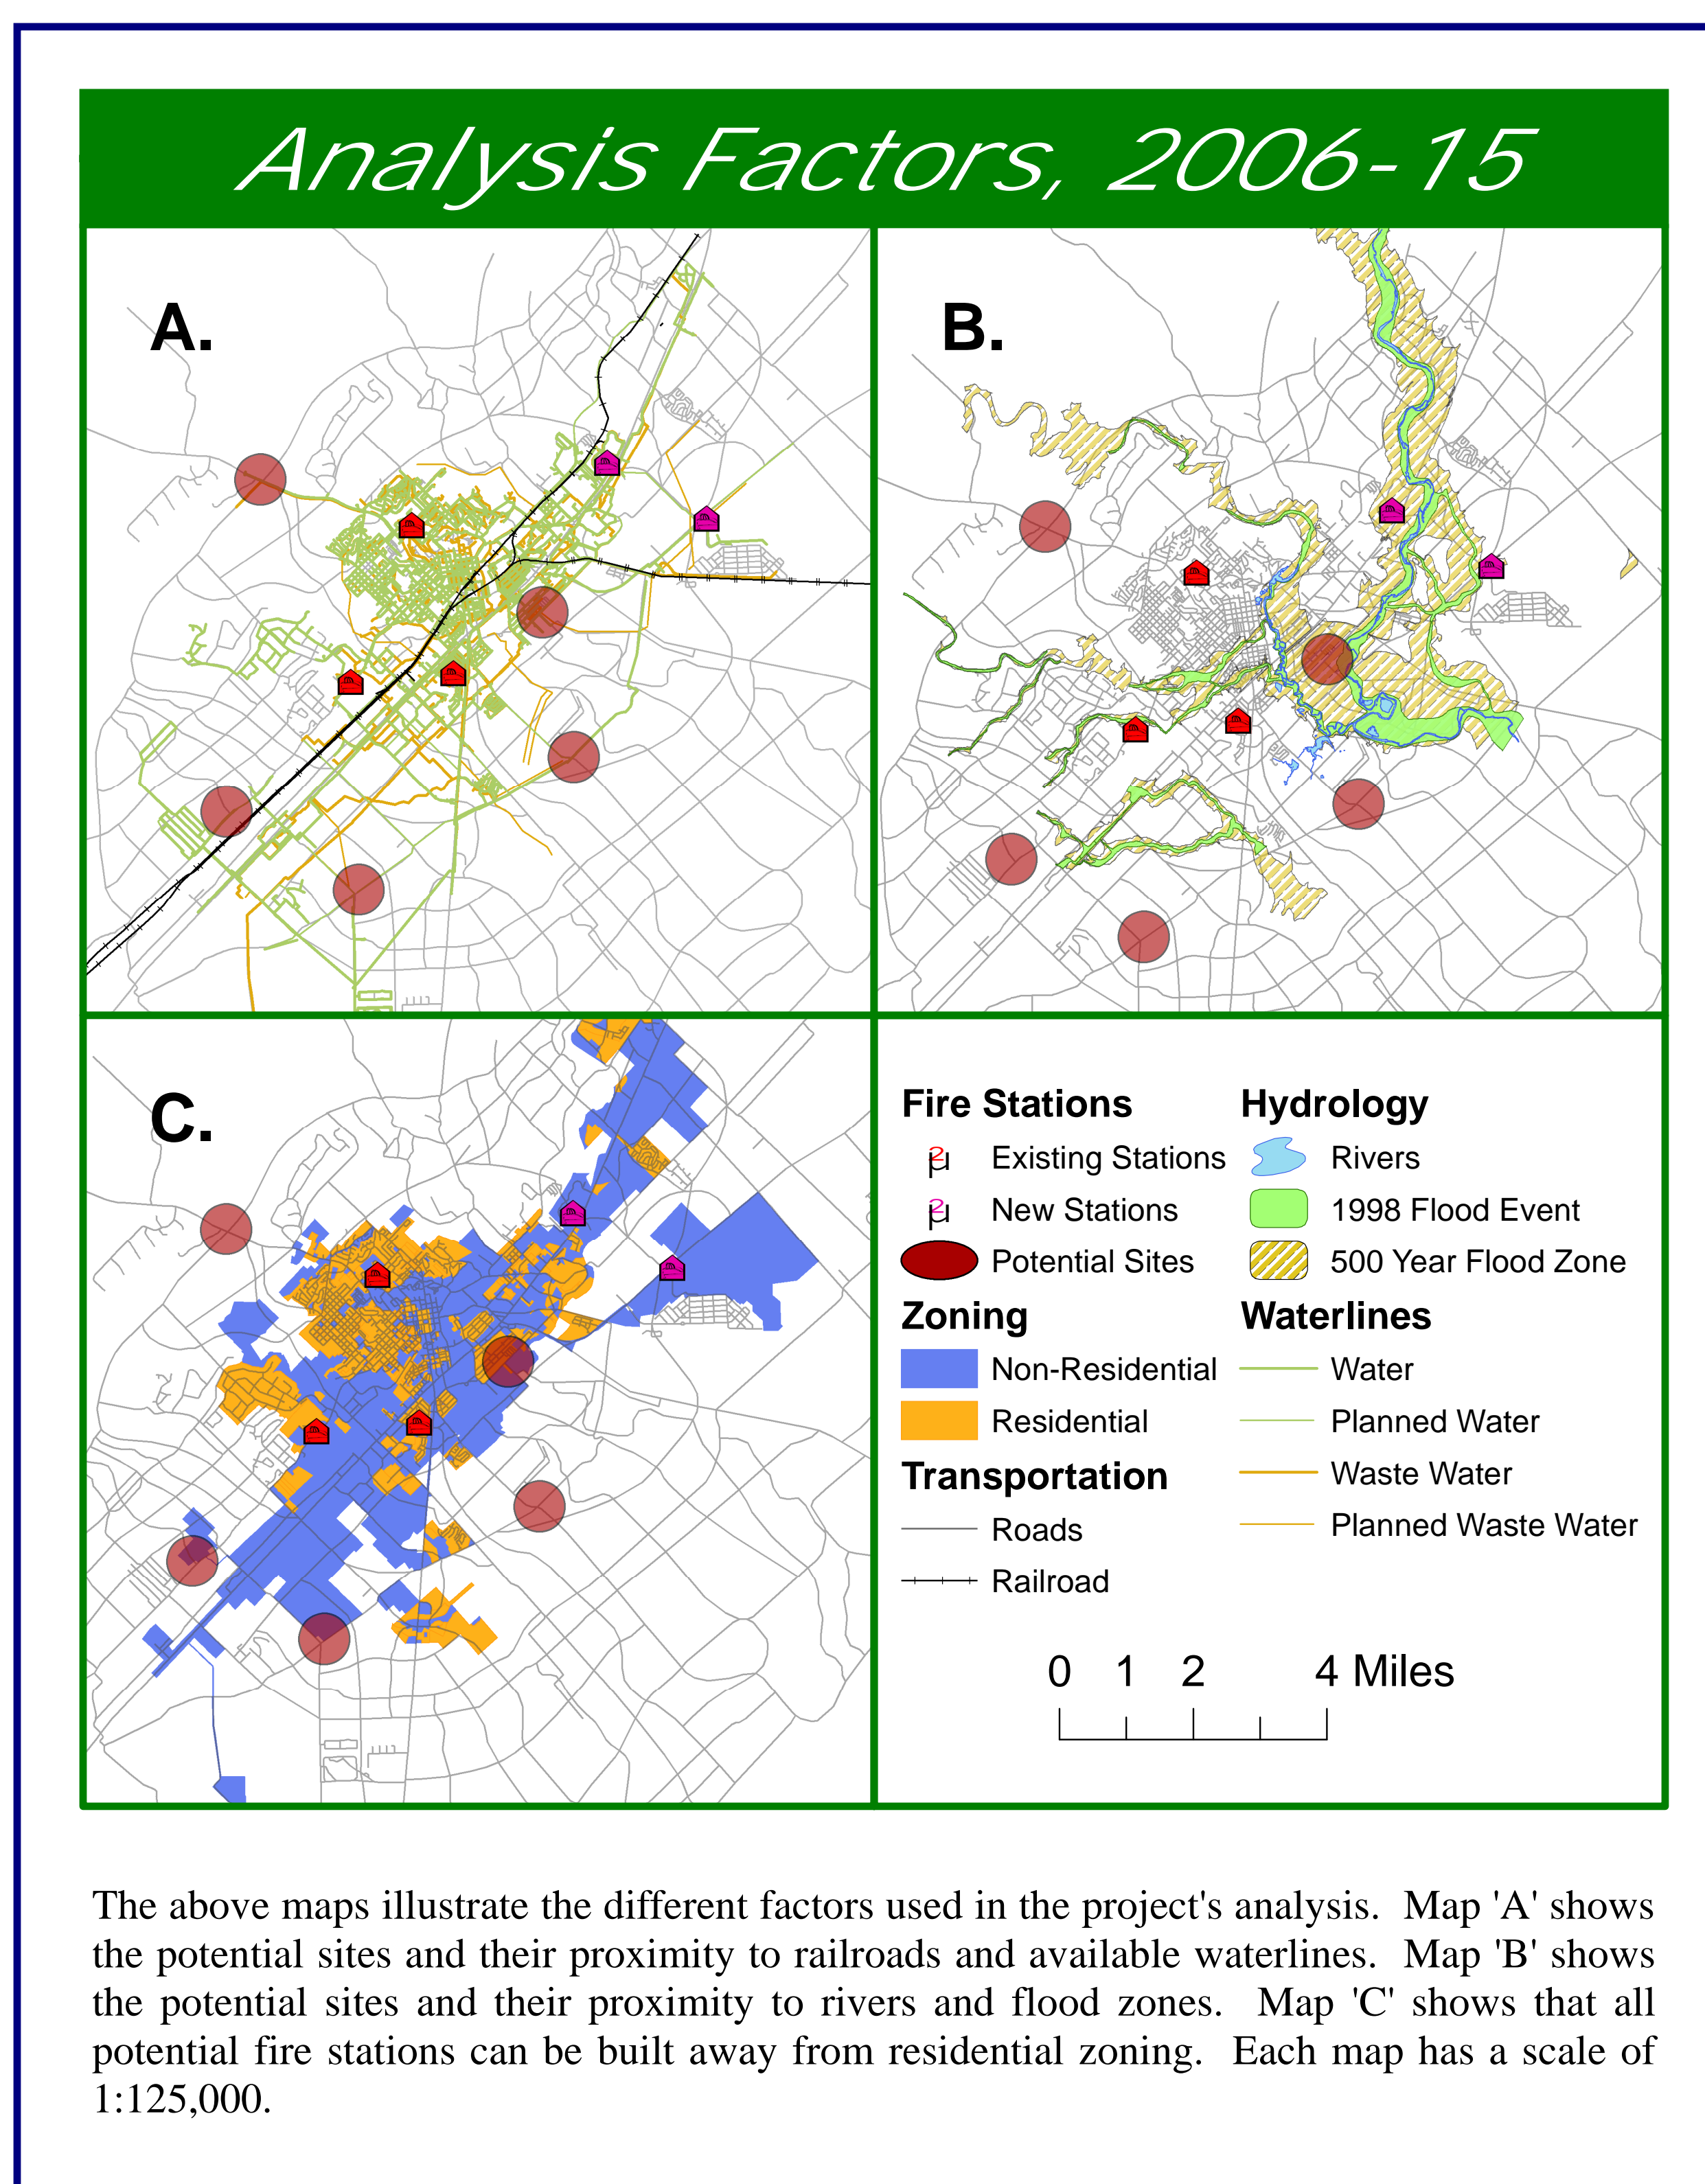 Analysis Factors, 2006-15
A.
B.
C.
Fire Stations
Existing Stations
New Stations
Potential Sites
Zoning
Non-Residential
Residential
Transportation
Roads
Railroad
Hydrology
Rivers
1998 Flood Event
500 Year Flood Zone
Waterlines
Water
Planned Water
Waste Water
Planned Waste Water
0 1 2 4 Miles
The above maps illustrate the different factors used in the project's analysis. Map 'A' shows
the potential sites and their proximity to railroads and available waterlines. Map 'B' shows
the potential sites and their proximity to rivers and flood zones. Map 'C' shows that all
potential fire stations can be built away from residential zoning. Each map has a scale of
1:125,000.